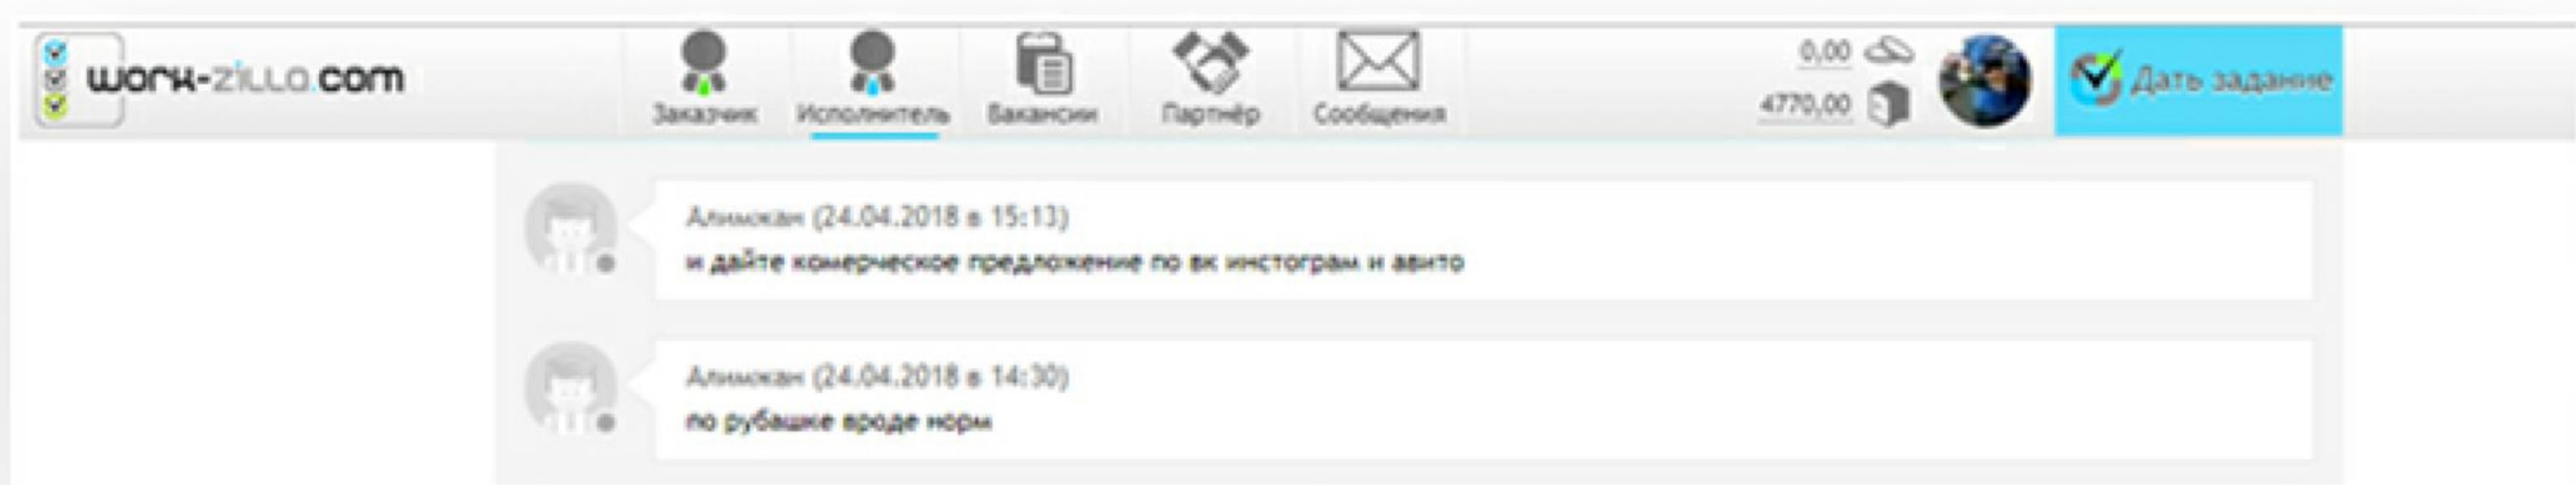 work-zilla.com
Заказчик
Исполнитель
Вакансии
Партнёр
Сообщения
0,00
4770,00
Дать задание
Алимжан (24.04.2018 в 15:13)
и дайте комерческое предложение по вк инстограм и авито
Алимжан (24.04.2018 в 14:30)
по рубашке вроде норм